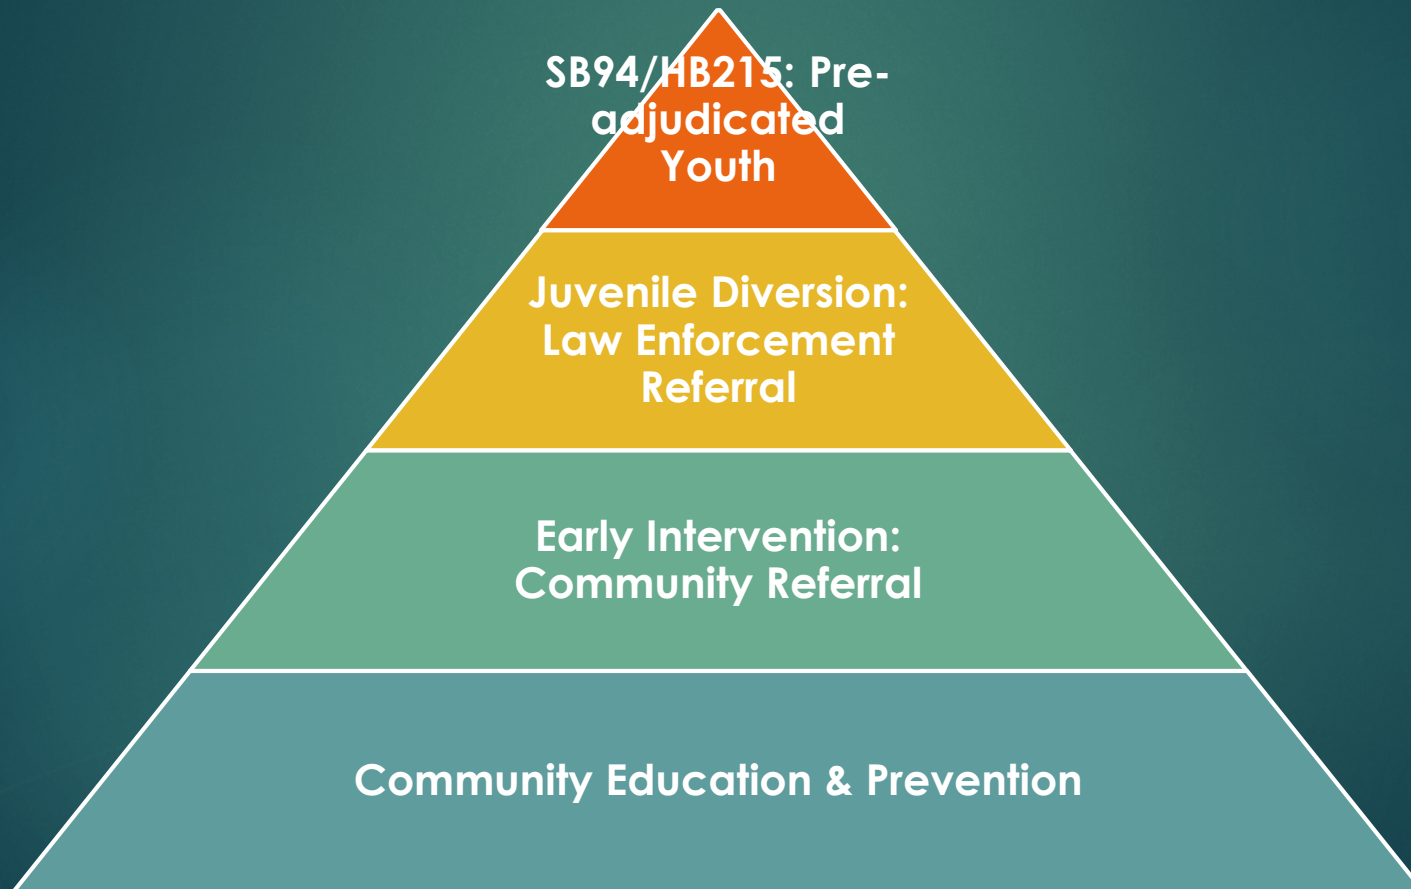 SB94/HB215: Pre-
adjudicated
Youth
Juvenile Diversion:
Law Enforcement
Referral
Early Intervention:
Community Referral
Community Education & Prevention